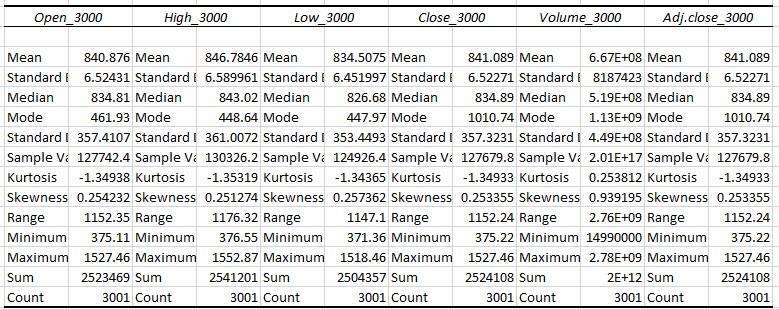 Open_3000 High_3000 Low_3000 Close_3000 Volume_3000 Adj.close_3000
Mean 840.876 Mean 846.7846 Mean 834.5075 Mean 841.089 Mean 6.67E+08 Mean 841.089
Standard E 6.52431 Standard E 6.589961 Standard E 6.451997 Standard E 6.52271 Standard E 8187423 Standard E 6.52271
Median 834.81 Median 843.02 Median 826.68 Median 834.89 Median 5.19E+08 Median 834.89
Mode 461.93 Mode 448.64 Mode 447.97 Mode 1010.74 Mode 1.13E+09 Mode 1010.74
Standard D 357.4107 Standard D 361.0072 Standard D 353.4493 Standard D 357.3231 Standard D 4.49E+08 Standard D 357.3231
Sample Va 127742.4 Sample Va 130326.2 Sample Va 124926.4 Sample Va 127679.8 Sample Va 2.01E+17 Sample Va 127679.8
Kurtosis -1.34938 Kurtosis -1.35319 Kurtosis -1.34365 Kurtosis -1.34933 Kurtosis 0.253812 Kurtosis -1.34933
Skewness 0.254232 Skewness 0.251274 Skewness 0.257362 Skewness 0.253355 Skewness 0.939195 Skewness 0.253355
Range 1152.35 Range 1176.32 Range 1147.1 Range 1152.24 Range 2.76E+09 Range 1152.24
Minimum 375.11 Minimum 376.55 Minimum 371.36 Minimum 375.22 Minimum 14990000 Minimum 375.22
Maximum 1527.46 Maximum 1552.87 Maximum 1518.46 Maximum 1527.46 Maximum 2.78E+09 Maximum 1527.46
Sum 2523469 Sum 2541201 Sum 2504357 Sum 2524108 Sum 2E+12 Sum 2524108
Count 3001 Count 3001 Count 3001 Count 3001 Count 3001 Count 3001